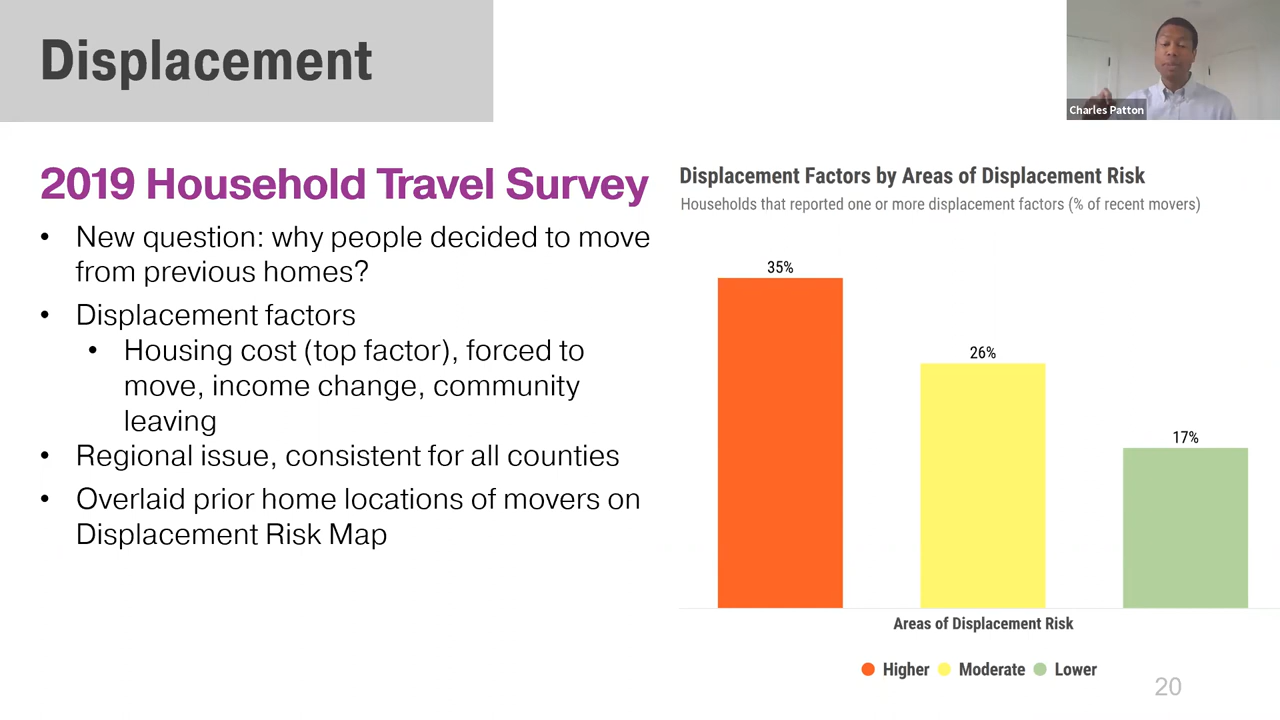 Displacement
Charles Patton
2019 Household Travel Survey
• New question: why people decided to move
from previous homes?
• Displacement factors
• Housing cost (top factor), forced to
move, income change, community
leaving
• Regional issue, consistent for all counties
• Overlaid prior home locations of movers on
Displacement Risk Map
Displacement Factors by Areas of Displacement Risk
Households that reported one or more displacement factors (% of recent movers)
35%
26%
17%
Areas of Displacement Risk
Higher Moderate Lower
20